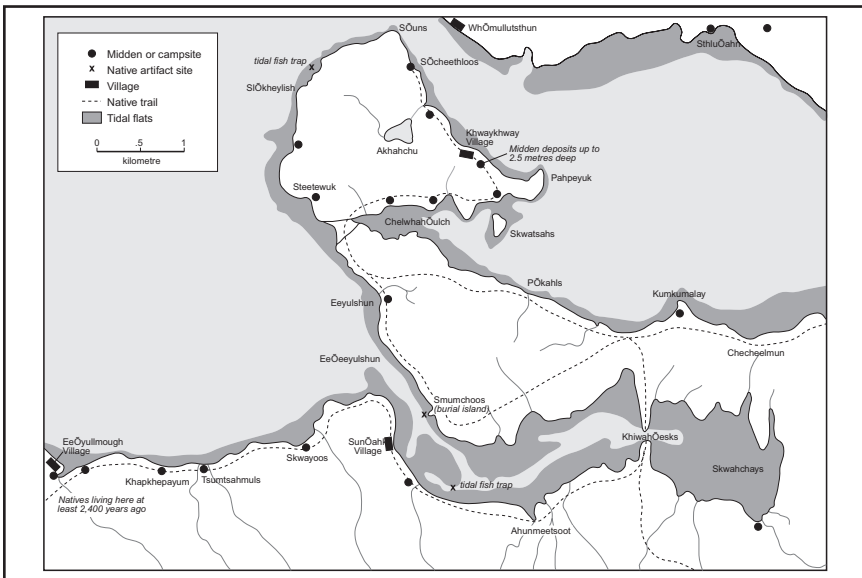 Midden or campsite
x Native artifact site
Village
Native trail
Tidal flats
0 .5 1
kilometre
SÕuns
WhÕmullutsthun
SthluÕahn
tidal fish trap
x
SÕcheethloos
SlÕkheylish
Khwaykhway
Village
Akhahchu
Midden deposits up to
2.5 metres deep
Pahpeyuk
Steetewuk
ChelwhahÕulch
Skwatsahs
PÕkahls
Kumkumalay
Eeyulshun
Checheelmun
EeÕeeyulshun
Smumchoos
(burial island)
x
EeÕyullmough
Village
SunÕahk
Village
KhiwahÕesks
Skwayoos
Skwahchays
Khapkhepayum
Tsumtsahmuls
x tidal fish trap
Natives living here at
least 2,400 years ago
Ahunmeetsoot